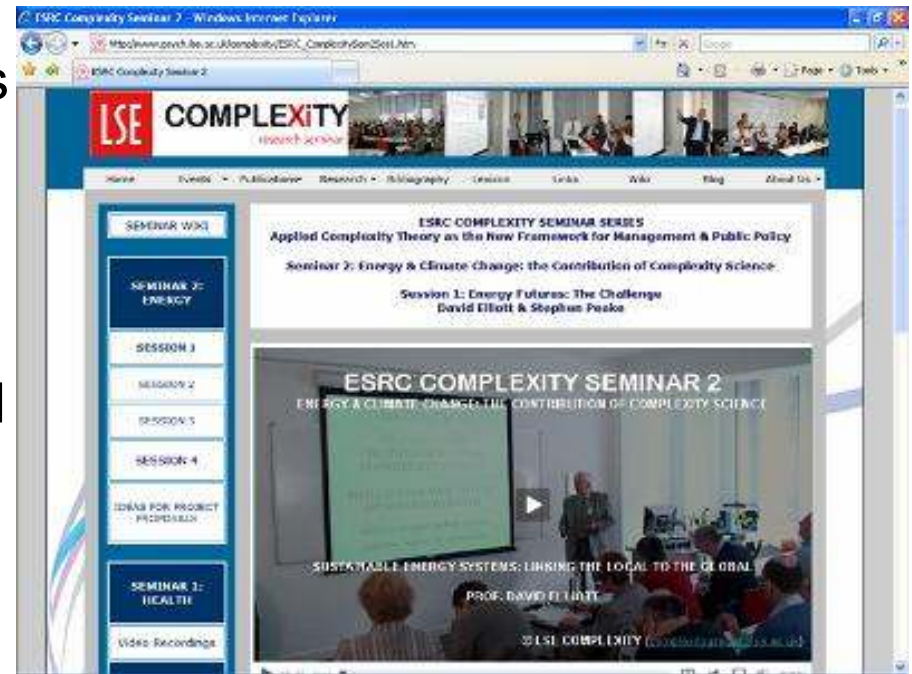 ESRC Complexity Seminar 2 - Windows Internet Explorer
ESRC Complexity Seminar 2
Page
Tools
s
LSE
COMPLEXiTY
research seminar
Home Events Publications Research Bibliography Lexicon Links Wiki Blog About Us
SEMINAR WIKI
SEMINAR 2:
ENERGY
SESSION 1
SESSION 2
SESSION 3
SESSION 4
IDEAS FOR PROJECT
PROPOSALS
SEMINAR 1:
HEALTH
Video Recordings
ESRC COMPLEXITY SEMINAR SERIES
Applied Complexity Theory as the New Framework for Management & Public Policy
Seminar 2: Energy & Climate Change: the Contribution of Complexity Science
Session 1: Energy Futures: The Challenge
David Elliott & Stephen Peake
ESRC COMPLEXITY SEMINAR 2
ENERGY & CLIMATE CHANGE: THE CONTRIBUTION OF COMPLEXITY SCIENCE
SUSTAINABLE ENERGY SYSTEMS: LINKING THE LOCAL TO THE GLOBAL
PROF. DAVID ELLIOTT
© LSE COMPLEXITY